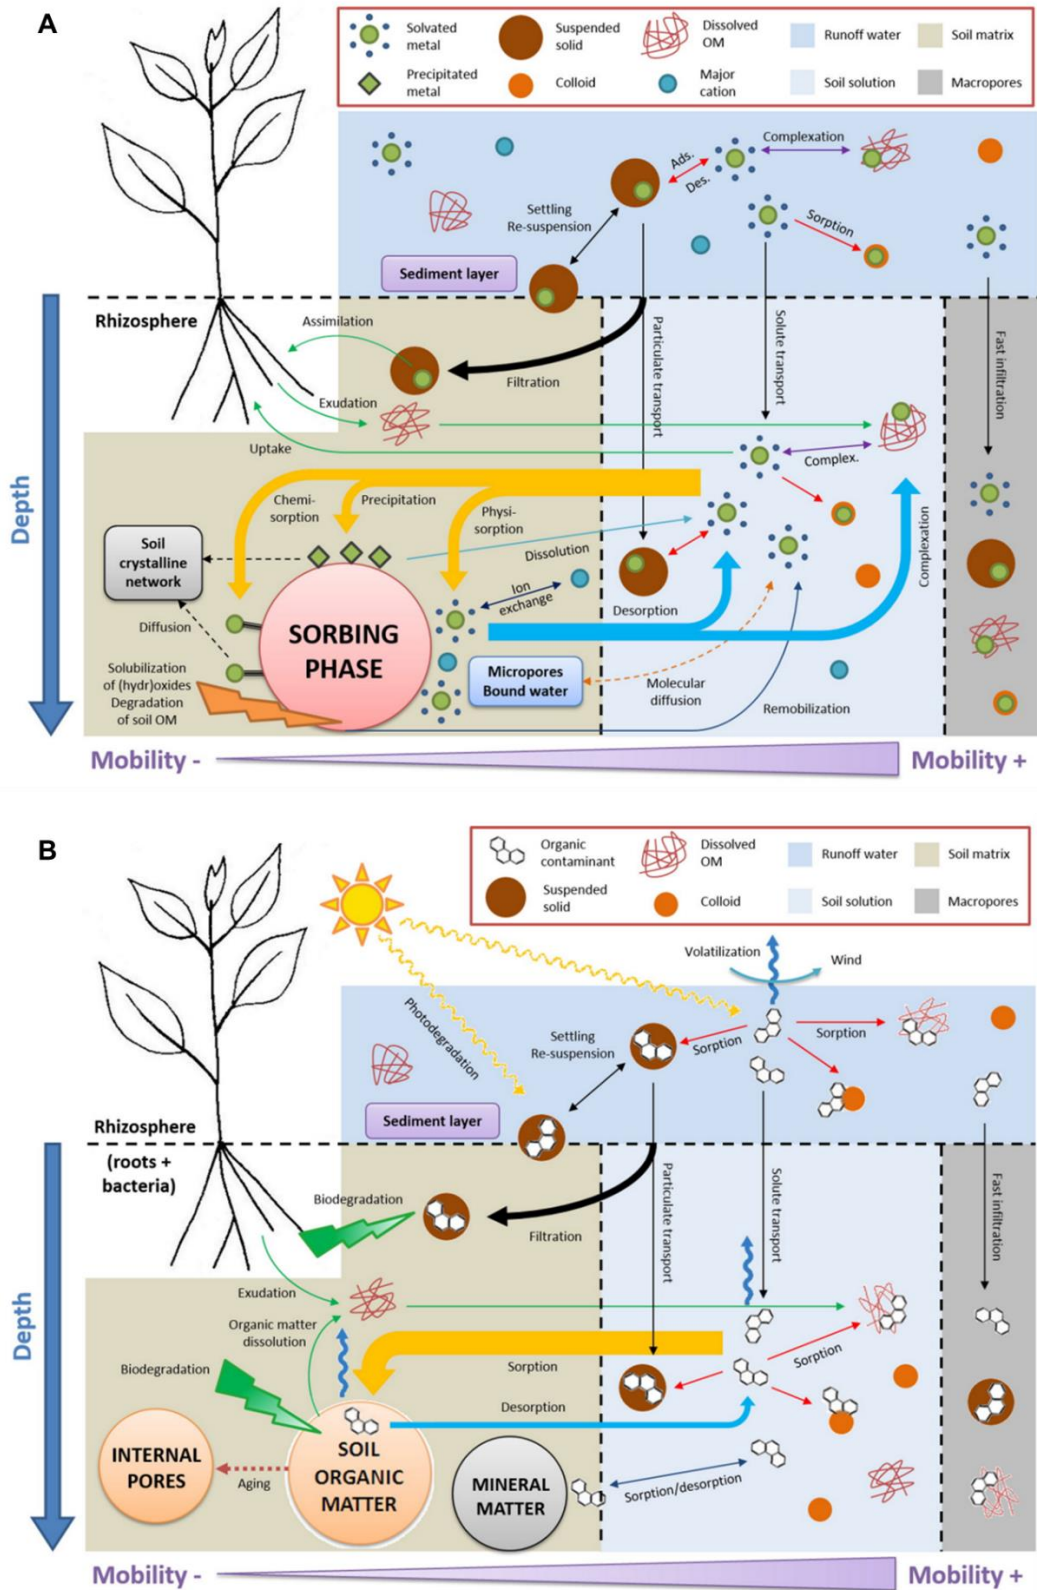 A
Solvated
metal
Suspended
solid
Dissolved
OM
Runoff water
Soil matrix
Precipitated
metal
Colloid
Major
cation
Soil solution
Macropores
Complexation
Ads.
Des.
Settling
Re-suspension
Sorption
Sediment layer
Rhizosphere
Assimilation
Filtration
Particulate transport
Solute transport
Fast infiltration
Exudation
Uptake
Complex.
Depth
Chemi-
sorption
Precipitation
Physi-
sorption
Complexation
Soil
crystalline
network
Dissolution
Ion
exchange
Desorption
Diffusion
SORBING
PHASE
Solubilization
of (hydr)oxides
Degradation
of soil OM
Micropores
Bound water
Molecular
diffusion
Remobilization
Mobility -
Mobility +
B
Organic
contaminant
Dissolved
OM
Runoff water
Soil matrix
Suspended
solid
Colloid
Soil solution
Macropores
Volatilization
Wind
Photodegradation
Settling
Re-suspension
Sorption
Sorption
Sediment layer
Rhizosphere
(roots +
bacteria)
Biodegradation
Filtration
Particulate transport
Solute transport
Fast infiltration
Exudation
Organic matter
dissolution
Depth
Biodegradation
Sorption
Sorption
Desorption
INTERNAL
PORES
Aging
SOIL
ORGANIC
MATTER
MINERAL
MATTER
Sorption/desorption
Mobility -
Mobility +